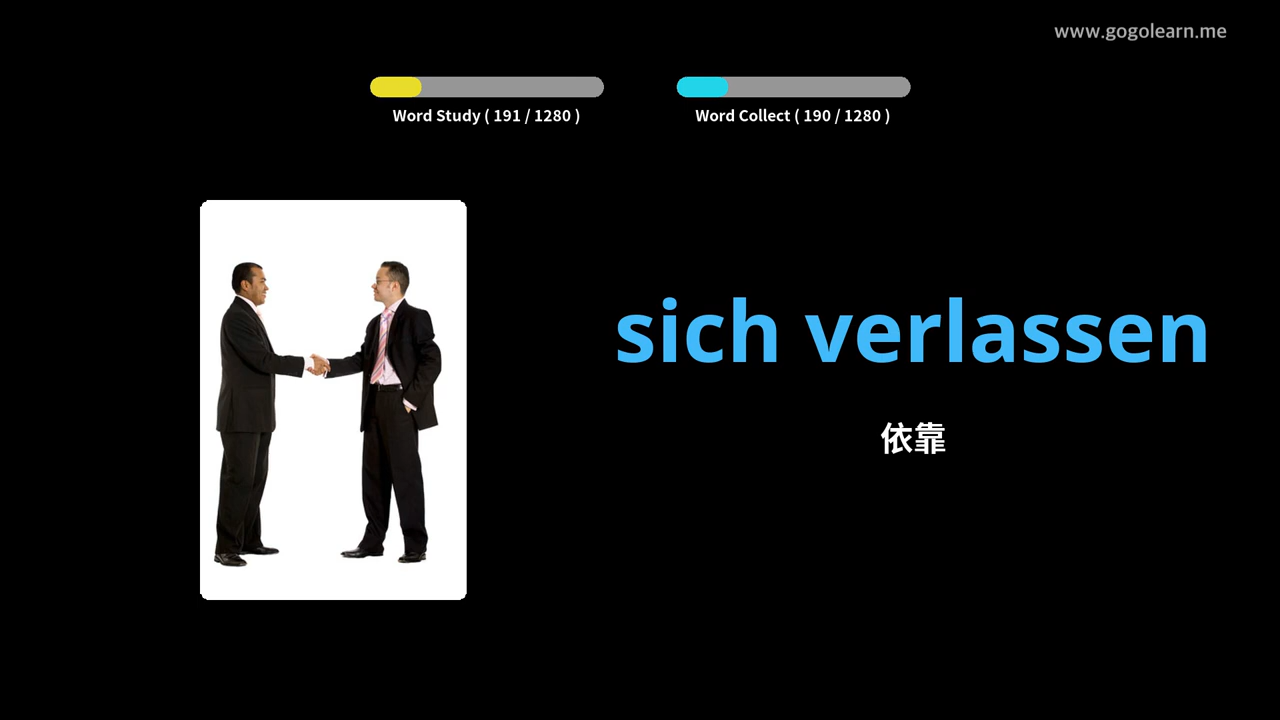 www.gogolearn.me
Word Study ( 191 / 1280 )
Word Collect ( 190 / 1280 )
sich verlassen
依靠